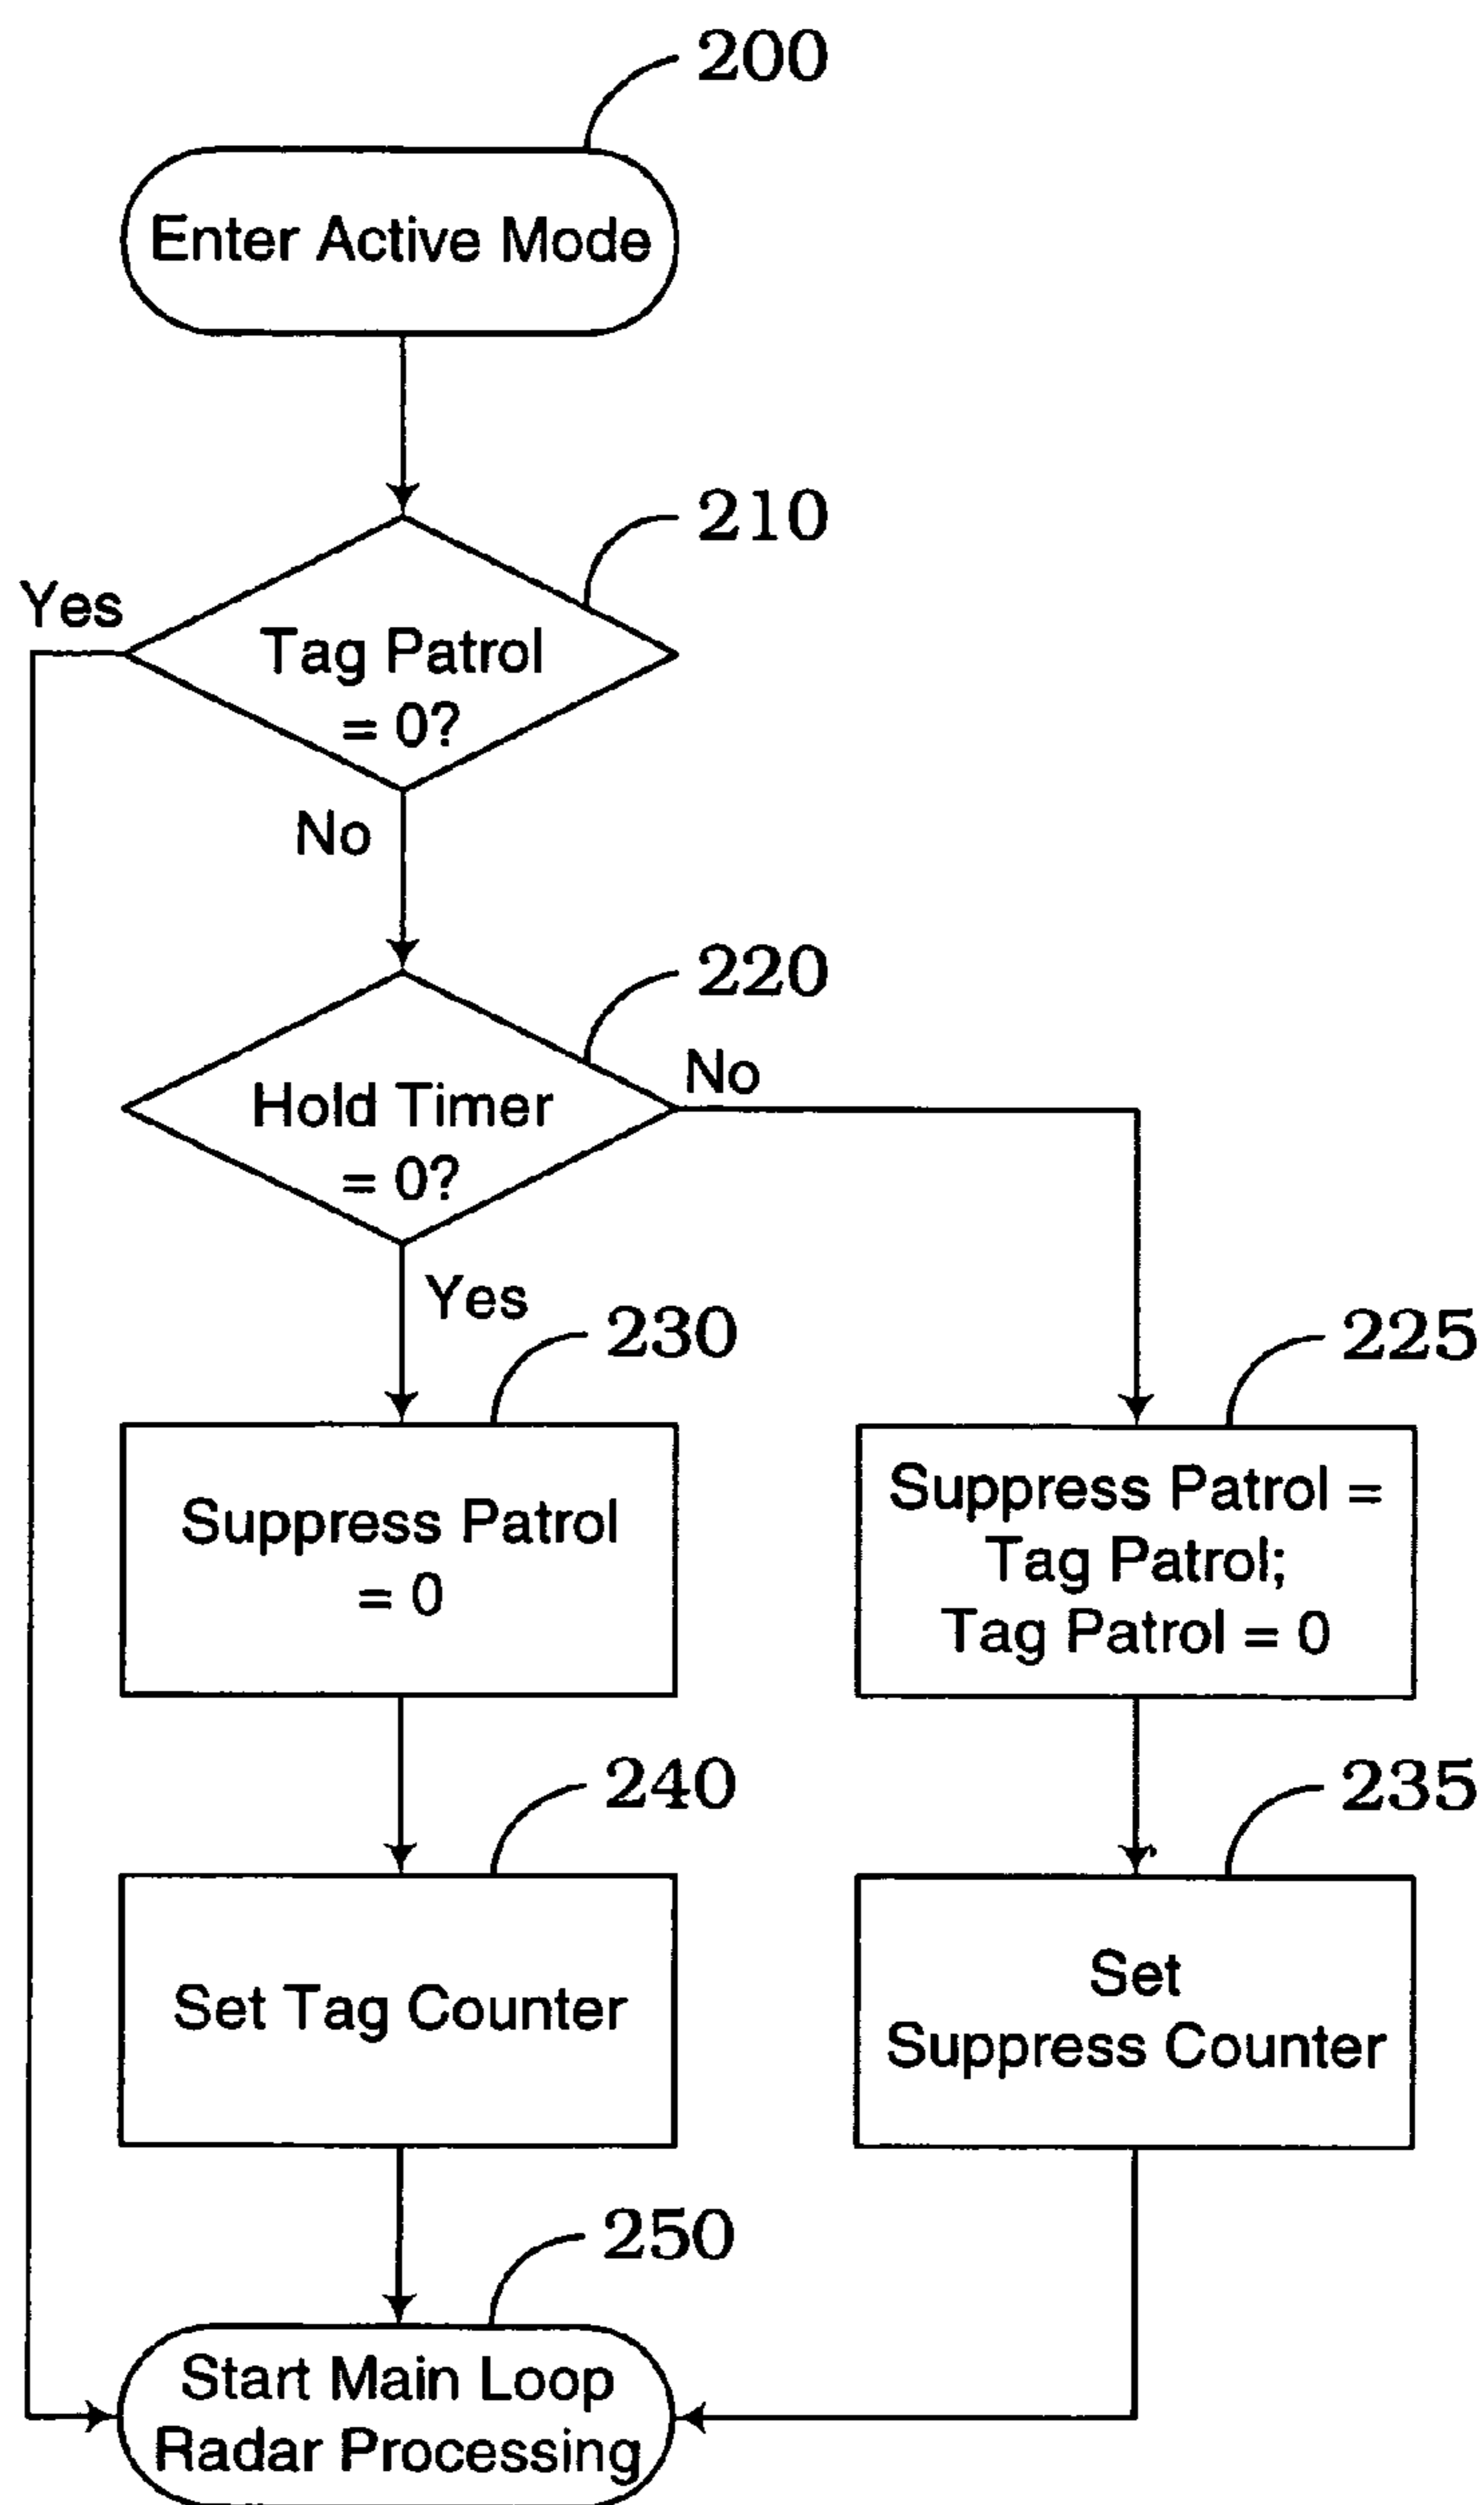 200
Enter Active Mode
210
Yes
Tag Patrol
= 0?
No
220
No
Hold Timer
= 0?
Yes
230
225
Suppress Patrol
= 0
Suppress Patrol =
Tag Patrol;
Tag Patrol = 0
240
235
Set Tag Counter
Set
Suppress Counter
250
Start Main Loop
Radar Processing